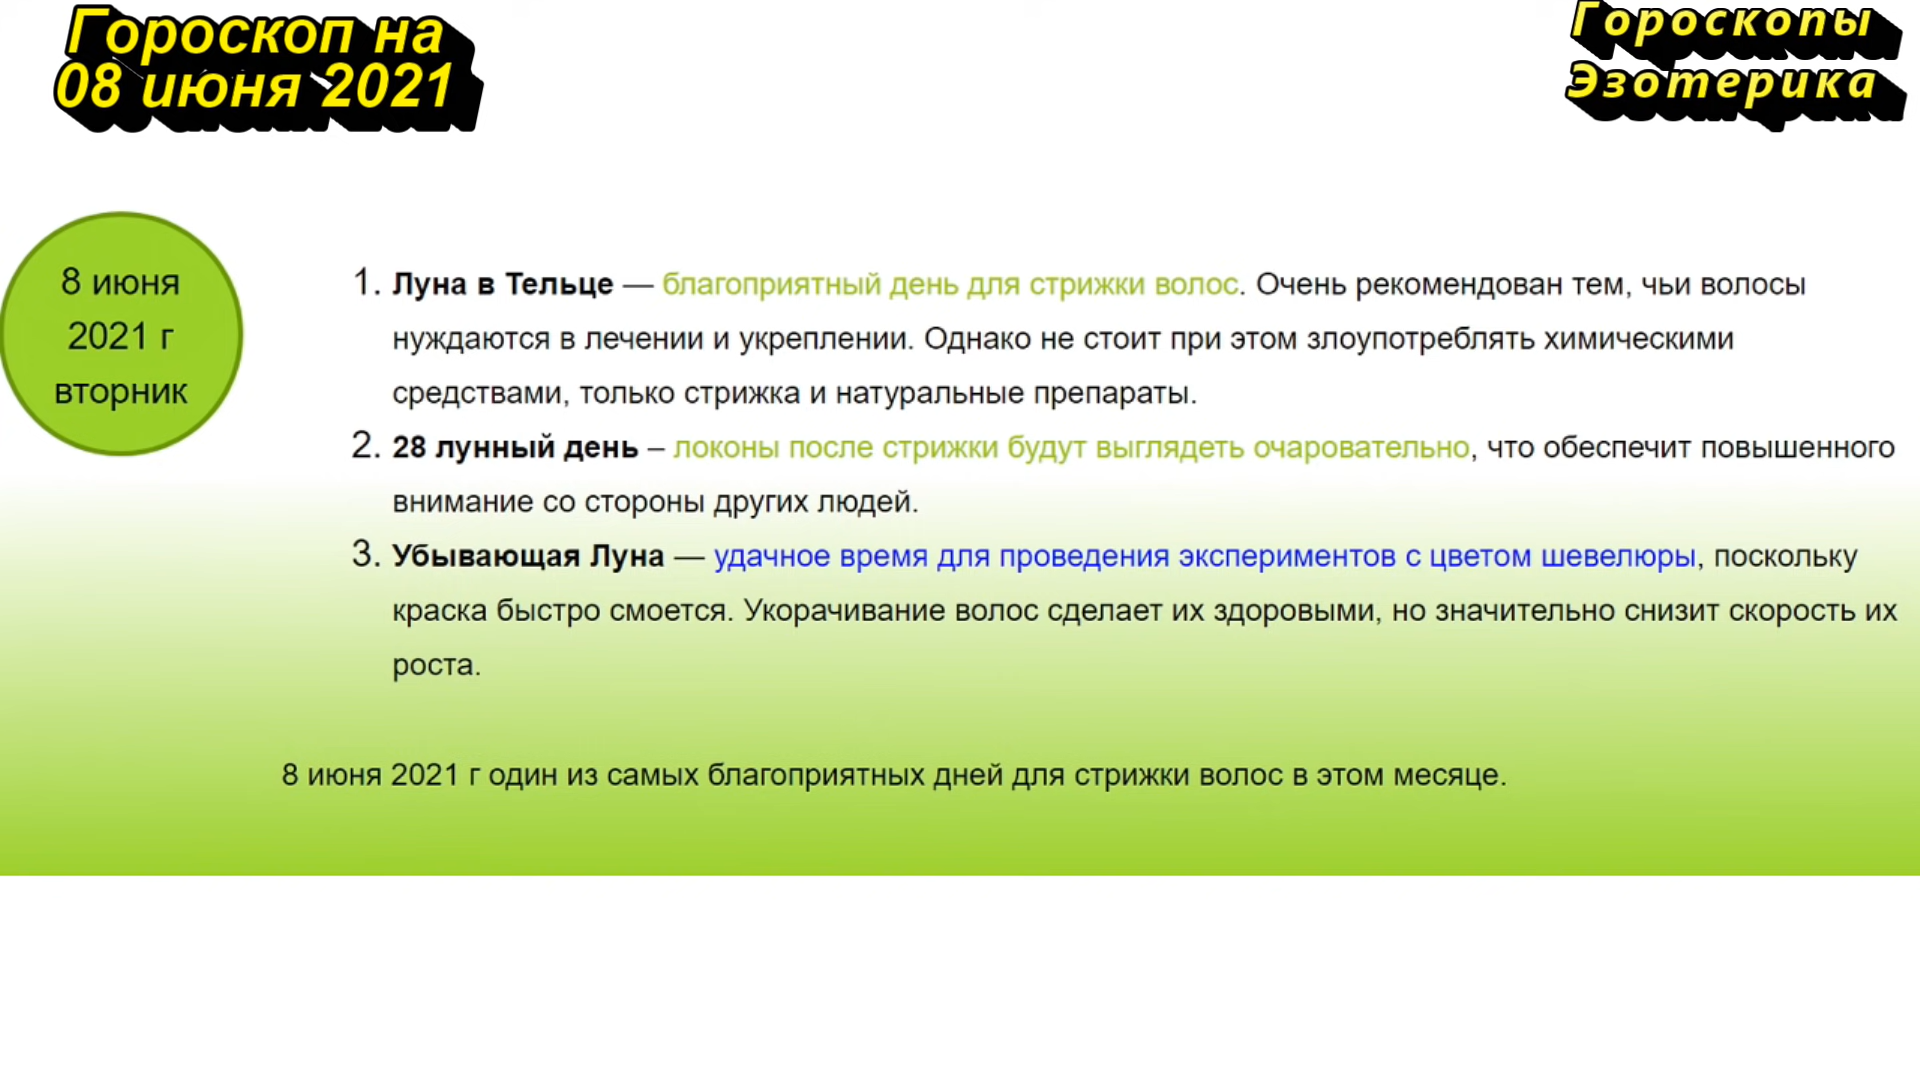 Гороскоп на
08 июня 2021
Гороскопы
Эзотерика
8 июня
2021 г
вторник
1. Луна в Тельце — благоприятный день для стрижки волос. Очень рекомендован тем, чьи волосы
нуждаются в лечении и укреплении. Однако не стоит при этом злоупотреблять химическими
средствами, только стрижка и натуральные препараты.
2. 28 лунный день – локоны после стрижки будут выглядеть очаровательно, что обеспечит повышенного
внимание со стороны других людей.
3. Убывающая Луна — удачное время для проведения экспериментов с цветом шевелюры, поскольку
краска быстро смоется. Укорачивание волос сделает их здоровыми, но значительно снизит скорость их
роста.
8 июня 2021 г один из самых благоприятных дней для стрижки волос в этом месяце.